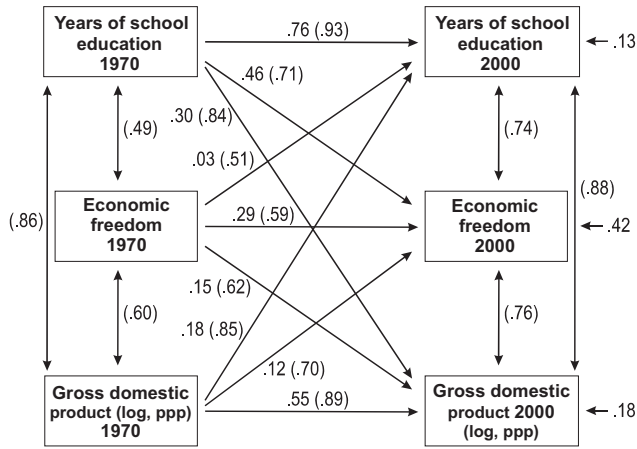 Years of school
education
1970
.76 (.93)
Years of school
education
2000
.13
.46 (.71)
.30 (.84)
(.49)
(.74)
.03 (.51)
(.86)
Economic
freedom
1970
.29 (.59)
Economic
freedom
2000
(.88)
.42
.15 (.62)
(.60)
.18 (.85)
(.76)
.12 (.70)
Gross domestic
product (log, ppp)
1970
.55 (.89)
Gross domestic
product 2000
(log, ppp)
.18